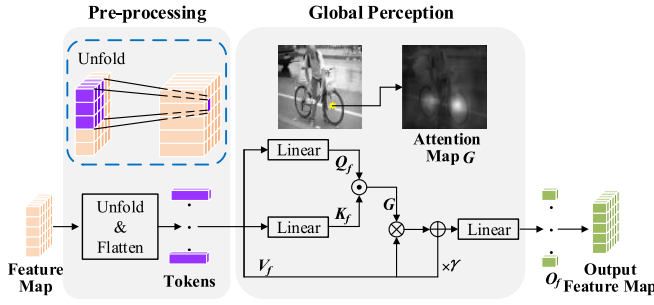 Pre-processing
Global Perception
Unfold
Attention
Map G
Linear
Q_f
Unfold
&
Flatten
Linear
K_f
G
Linear
Feature
Map
Tokens
V_f
×γ
O_f
Output
Feature Map